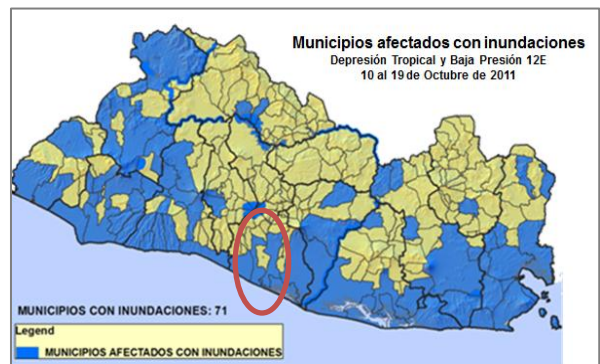 Municipios afectados con inundaciones
Depresión Tropical y Baja Presión 12E
10 al 19 de Octubre de 2011
MUNICIPIOS CON INUNDACIONES: 71
Legend
MUNICIPIOS AFECTADOS CON INUNDACIONES